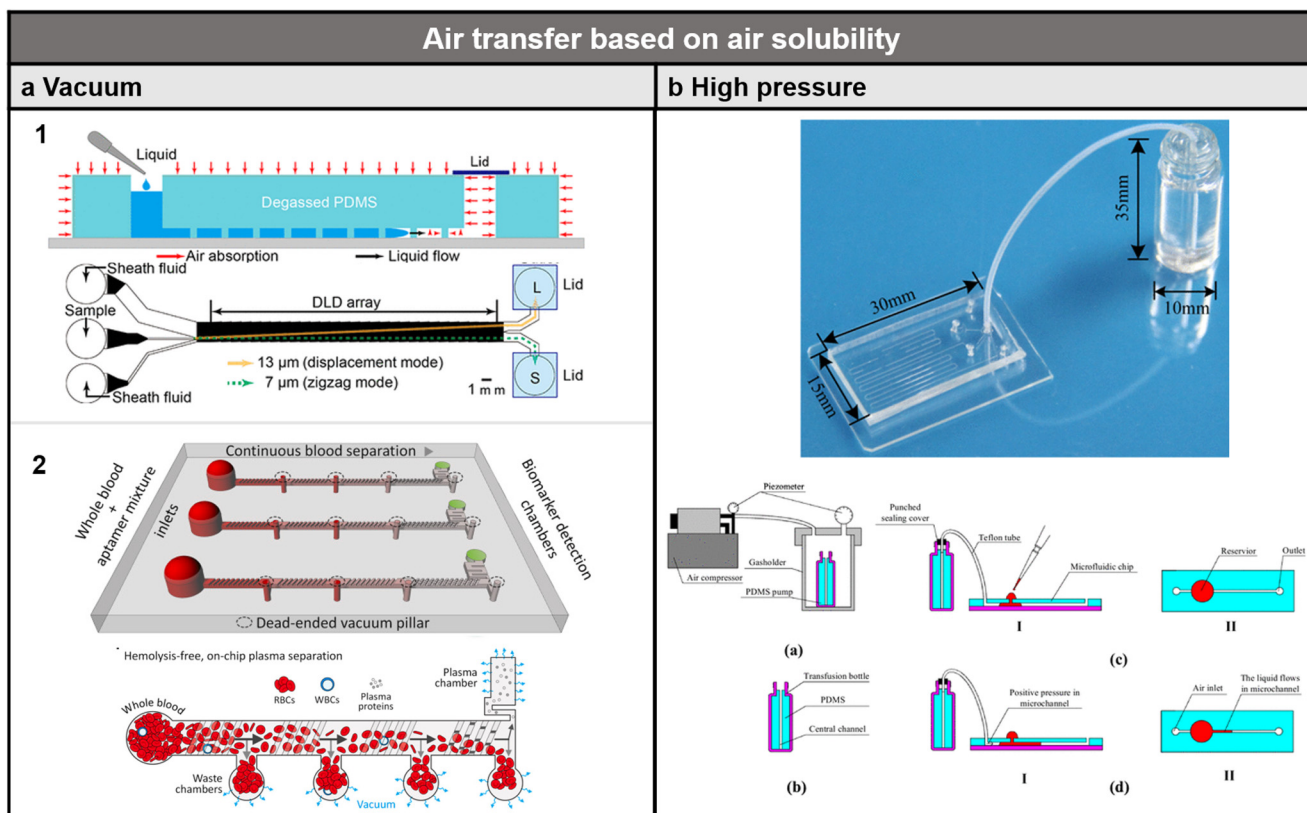 Air transfer based on air solubility
a Vacuum
b High pressure
1
Liquid
Lid
Degassed PDMS
Air absorption
Liquid flow
Sheath fluid
Sample
Sheath fluid
DLD array
13 µm (displacement mode)
7 µm (zigzag mode)
1 mm
L
Lid
S
Lid
2
Continuous blood separation
Whole blood
+
aptamer mixture
inlets
Biomarker detection
chambers
Dead-ended vacuum pillar
Hemolysis-free, on-chip plasma separation
RBCs
WBCs
Plasma
proteins
Plasma
chamber
Whole blood
Waste
chambers
Vacuum
35mm
10mm
30mm
15mm
Piezometer
Gasholder
Air compressor
PDMS pump
(a)
Punched
sealing cover
Teflon tube
Microfluidic chip
I
(c)
Reservior
Outlet
II
Transfusion bottle
PDMS
Central channel
(b)
Positive pressure in
microchannel
I
(d)
Air inlet
The liquid flows
in microchannel
II